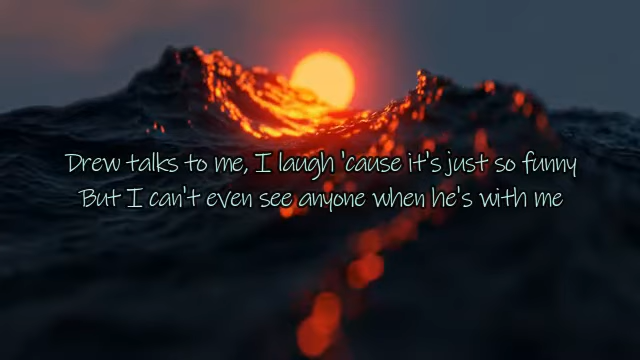 Drew talks to me, I laugh 'cause it's just so funny
But I can't even see anyone when he's with me